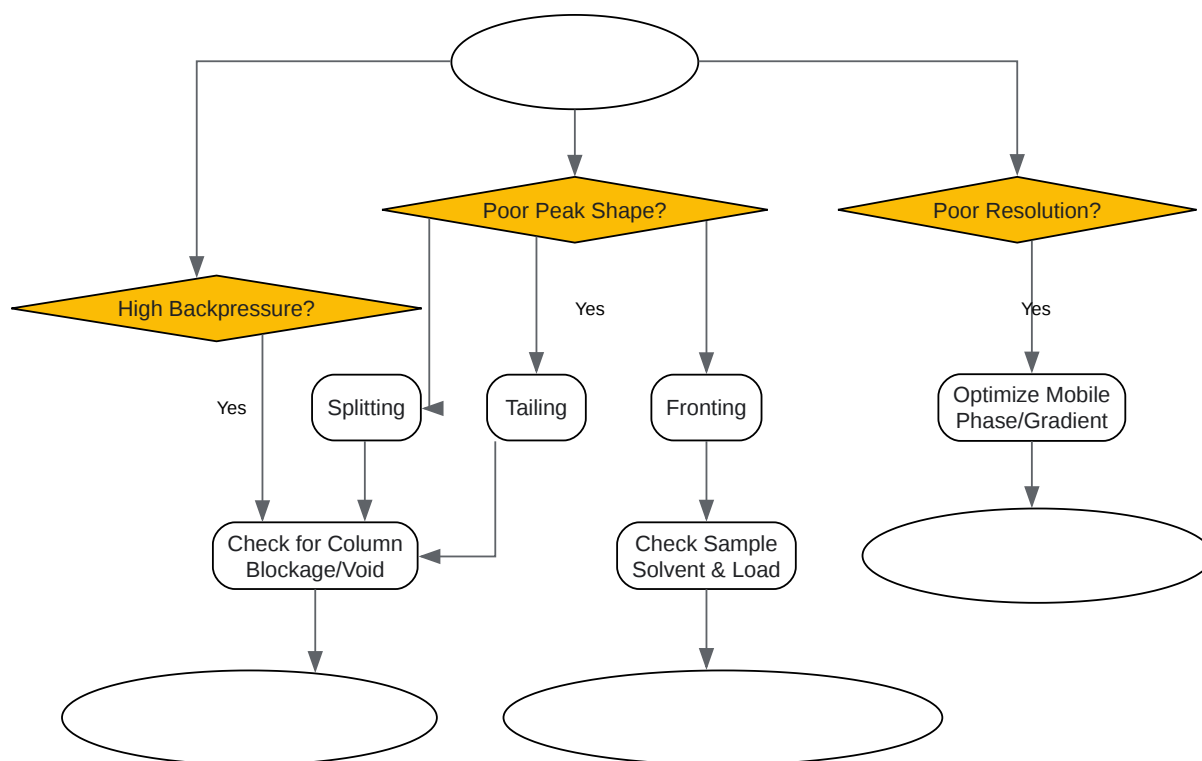 Poor Peak Shape?
Poor Resolution?
High Backpressure?
Yes
Yes
Yes
Splitting
Tailing
Fronting
Optimize Mobile
Phase/Gradient
Check for Column
Blockage/Void
Check Sample
Solvent & Load